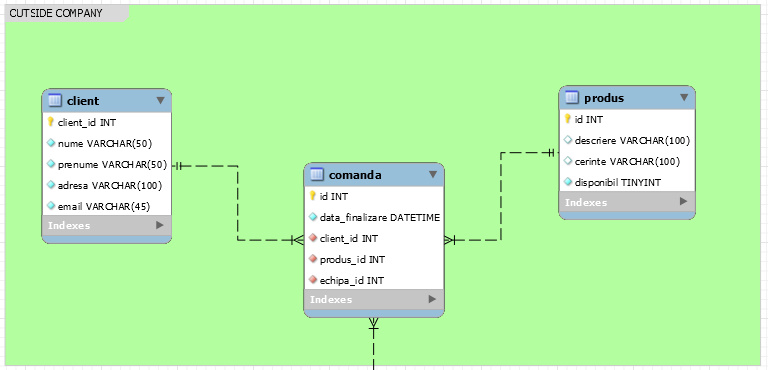 CUTSIDE COMPANY
client
client_id INT
nume VARCHAR(50)
prenume VARCHAR(50)
adresa VARCHAR(100)
email VARCHAR(45)
Indexes
comanda
id INT
data_finalizare DATETIME
client_id INT
produs_id INT
echipa_id INT
Indexes
produs
id INT
descriere VARCHAR(100)
cerinte VARCHAR(100)
disponibil TINYINT
Indexes